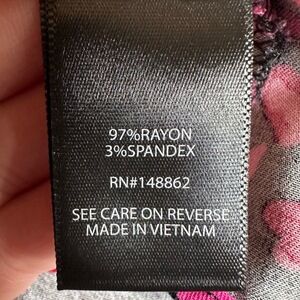 97%RAYON
3%SPANDEX
RN#148862
SEE CARE ON REVERSE
MADE IN VIETNAM